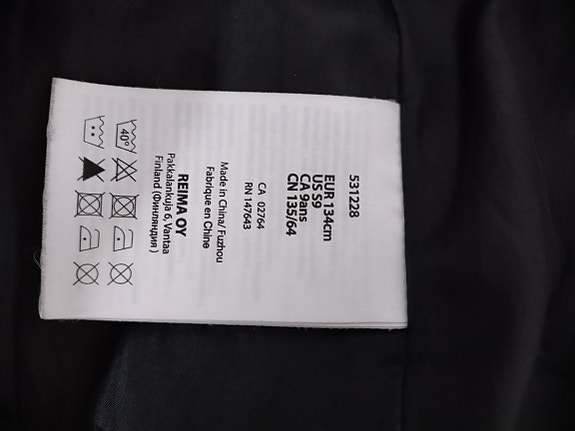 531228
EUR 134cm
US S9
CA 9ans
CN 135/64
CA 02764
RN 147643
Made in China/ Fuzhou
Fabrique en Chine
REIMA OY
Pakkalankuja 6, Vantaa
Finland (Финляндия )
40°